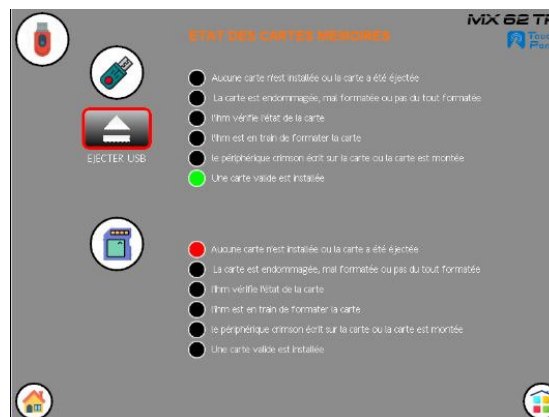 MX 62 TP
ETAT DES CARTES MEMOIRES
Aucune carte n'est installée ou la carte a été éjectée
La carte est endommagée, mal formatée ou pas du tout formatée
l'ihm vérifie l'état de la carte
l'ihm est en train de formater la carte
le périphérique crimson écrit sur la carte ou la carte est montée
Une carte valide est installée
EJECTER USB
Aucune carte n'est installée ou la carte a été éjectée
La carte est endommagée, mal formatée ou pas du tout formatée
l'ihm vérifie l'état de la carte
l'ihm est en train de formater la carte
le périphérique crimson écrit sur la carte ou la carte est montée
Une carte valide est installée